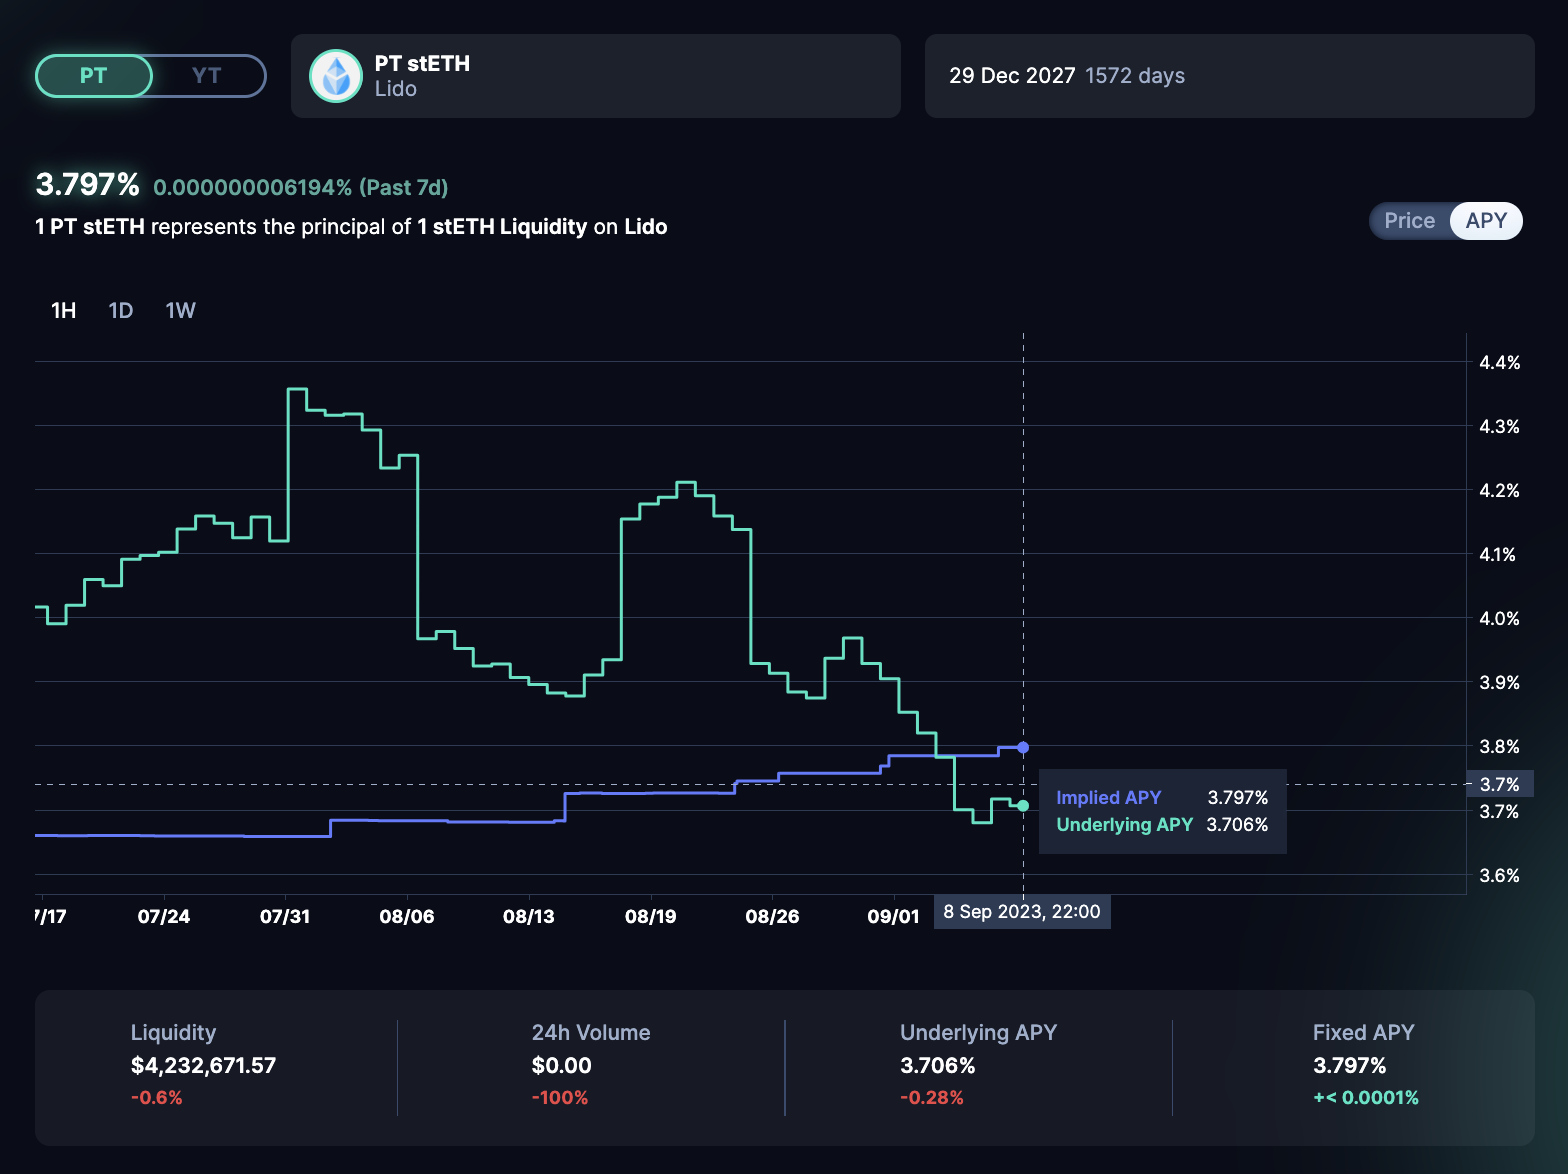 PT YT
PT stETH
Lido
29 Dec 2027 1572 days
3.797% 0.000000006194% (Past 7d)
1 PT stETH represents the principal of 1 stETH Liquidity on Lido
Price APY
1H 1D 1W
4.4%
4.3%
4.2%
4.1%
4.0%
3.9%
3.8%
3.7%
3.7%
3.6%
Implied APY 3.797%
Underlying APY 3.706%
/17 07/24 07/31 08/06 08/13 08/19 08/26 09/01 8 Sep 2023, 22:00
Liquidity
$4,232,671.57
-0.6%
24h Volume
$0.00
-100%
Underlying APY
3.706%
-0.28%
Fixed APY
3.797%
+< 0.0001%